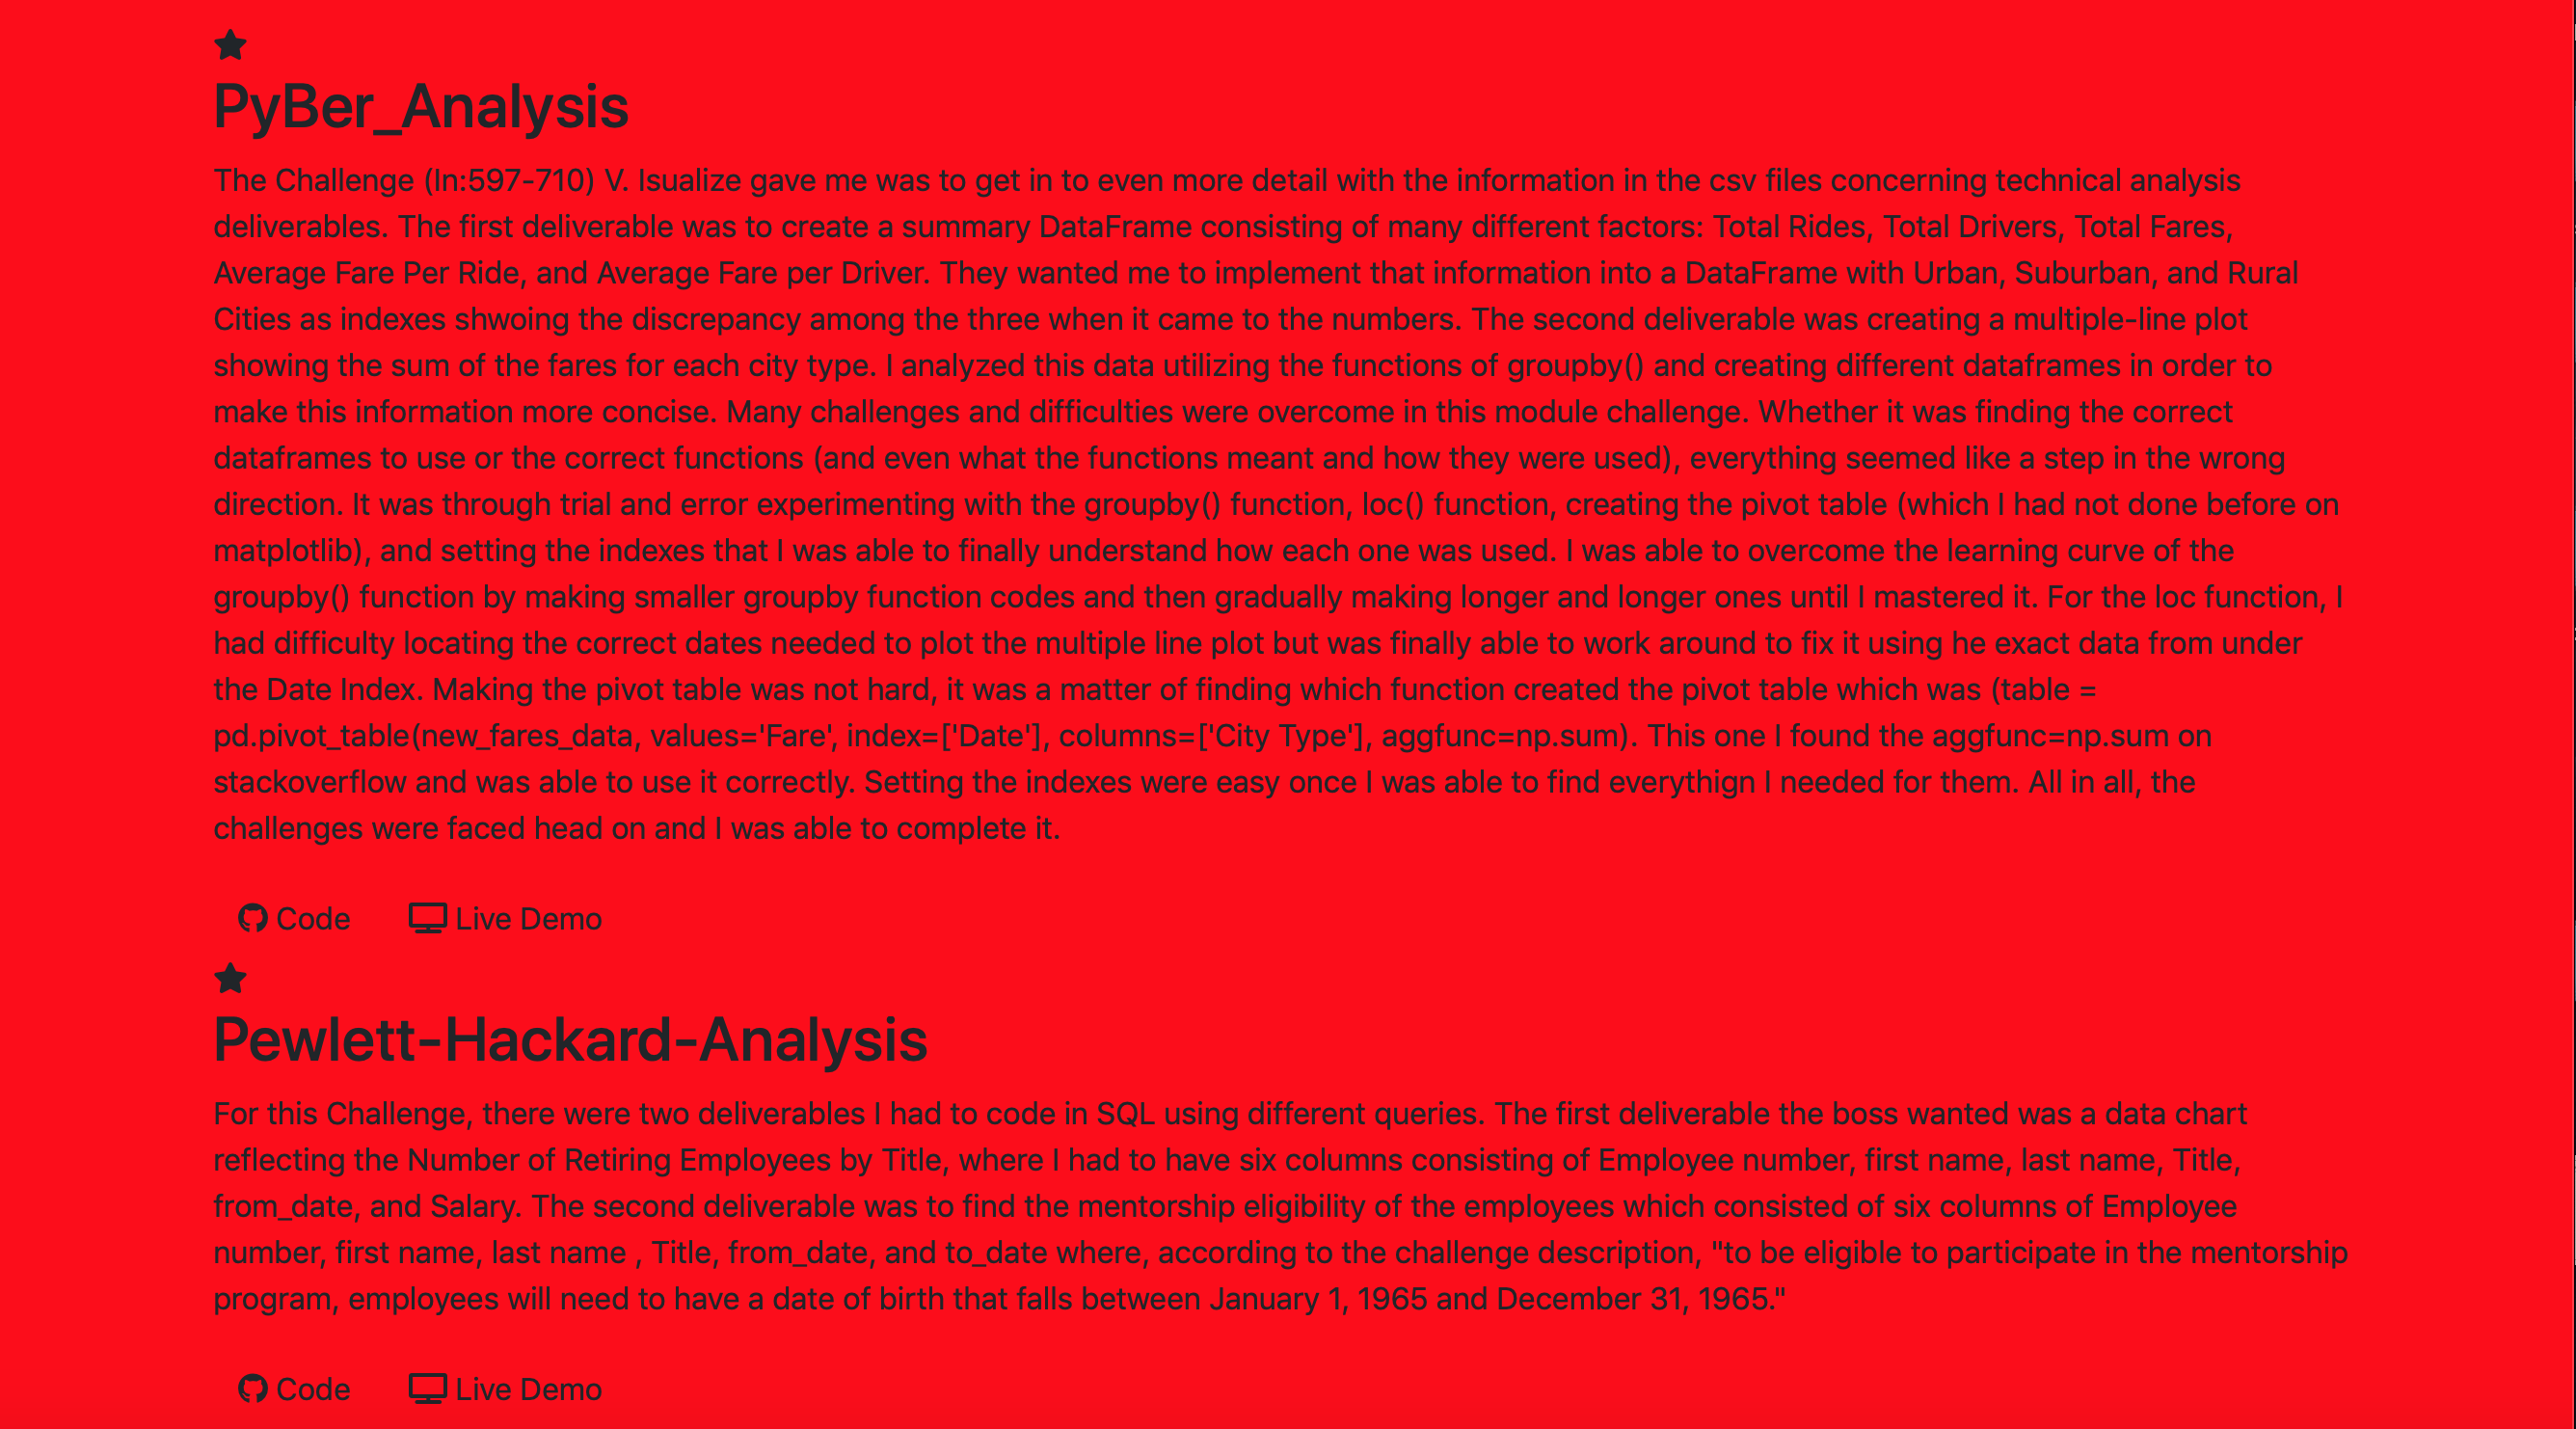 PyBer_Analysis
The Challenge (In:597-710) V. Isualize gave me was to get in to even more detail with the information in the csv files concerning technical analysis
deliverables. The first deliverable was to create a summary DataFrame consisting of many different factors: Total Rides, Total Drivers, Total Fares,
Average Fare Per Ride, and Average Fare per Driver. They wanted me to implement that information into a DataFrame with Urban, Suburban, and Rural
Cities as indexes shwoing the discrepancy among the three when it came to the numbers. The second deliverable was creating a multiple-line plot
showing the sum of the fares for each city type. I analyzed this data utilizing the functions of groupby() and creating different dataframes in order to
make this information more concise. Many challenges and difficulties were overcome in this module challenge. Whether it was finding the correct
dataframes to use or the correct functions (and even what the functions meant and how they were used), everything seemed like a step in the wrong
direction. It was through trial and error experimenting with the groupby() function, loc() function, creating the pivot table (which I had not done before on
matplotlib), and setting the indexes that I was able to finally understand how each one was used. I was able to overcome the learning curve of the
groupby() function by making smaller groupby function codes and then gradually making longer and longer ones until I mastered it. For the loc function, I
had difficulty locating the correct dates needed to plot the multiple line plot but was finally able to work around to fix it using he exact data from under
the Date Index. Making the pivot table was not hard, it was a matter of finding which function created the pivot table which was (table =
pd.pivot_table(new_fares_data, values='Fare', index=['Date'], columns=['City Type'], aggfunc=np.sum). This one I found the aggfunc=np.sum on
stackoverflow and was able to use it correctly. Setting the indexes were easy once I was able to find everythign I needed for them. All in all, the
challenges were faced head on and I was able to complete it.
Code Live Demo
Pewlett-Hackard-Analysis
For this Challenge, there were two deliverables I had to code in SQL using different queries. The first deliverable the boss wanted was a data chart
reflecting the Number of Retiring Employees by Title, where I had to have six columns consisting of Employee number, first name, last name, Title,
from_date, and Salary. The second deliverable was to find the mentorship eligibility of the employees which consisted of six columns of Employee
number, first name, last name , Title, from_date, and to_date where, according to the challenge description, "to be eligible to participate in the mentorship
program, employees will need to have a date of birth that falls between January 1, 1965 and December 31, 1965."
Code Live Demo